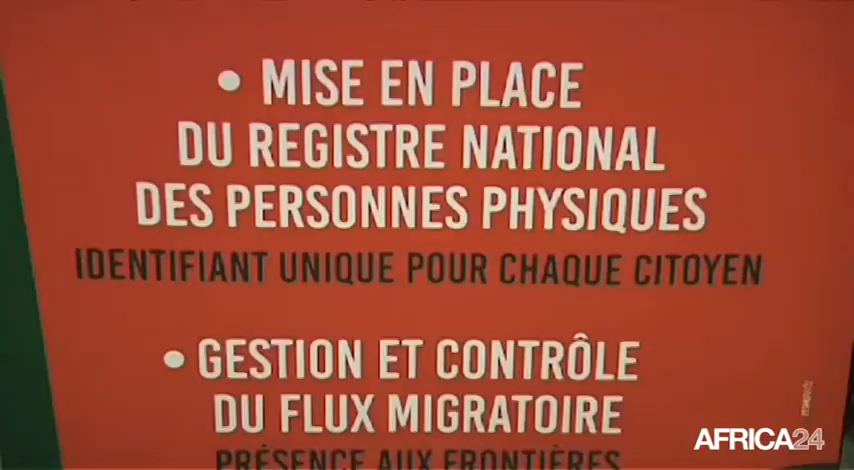 • MISE EN PLACE
DU REGISTRE NATIONAL
DES PERSONNES PHYSIQUES
IDENTIFIANT UNIQUE POUR CHAQUE CITOYEN
• GESTION ET CONTRÔLE
DU FLUX MIGRATOIRE
PRÉSENCE AUX FRONTIÈRES
AFRICA24